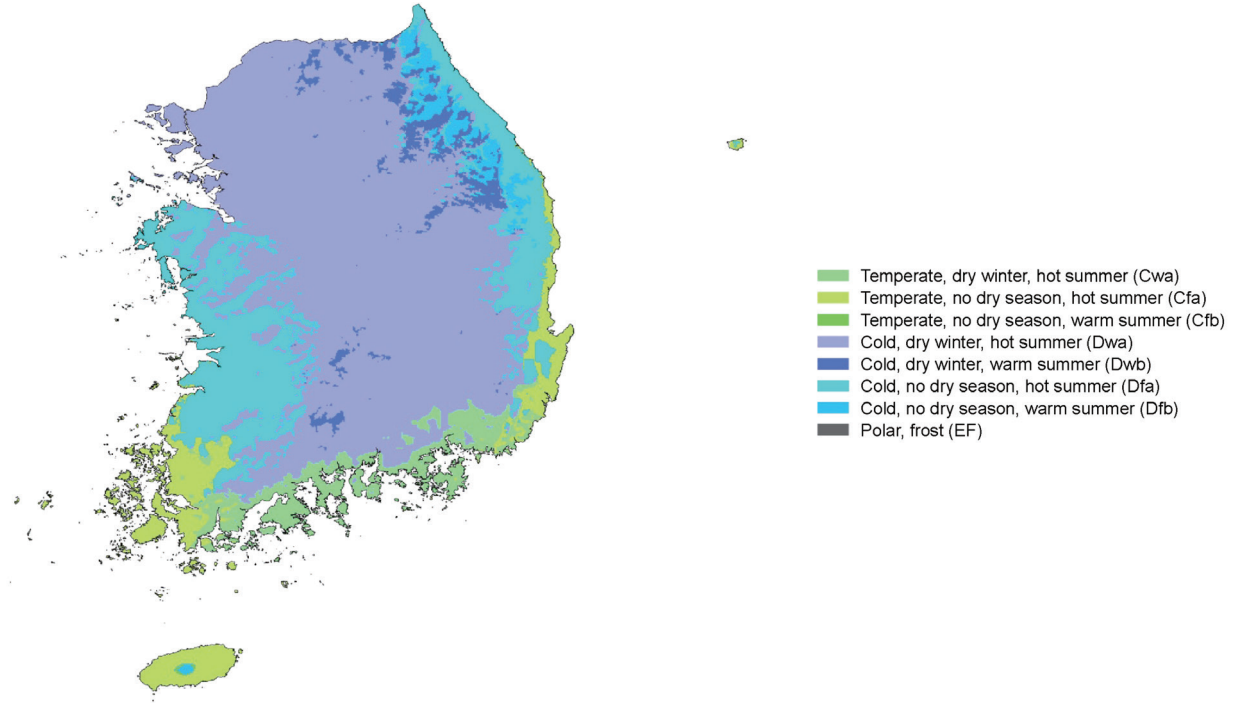 Temperate, dry winter, hot summer (Cwa)
Temperate, no dry season, hot summer (Cfa)
Temperate, no dry season, warm summer (Cfb)
Cold, dry winter, hot summer (Dwa)
Cold, dry winter, warm summer (Dwb)
Cold, no dry season, hot summer (Dfa)
Cold, no dry season, warm summer (Dfb)
Polar, frost (EF)